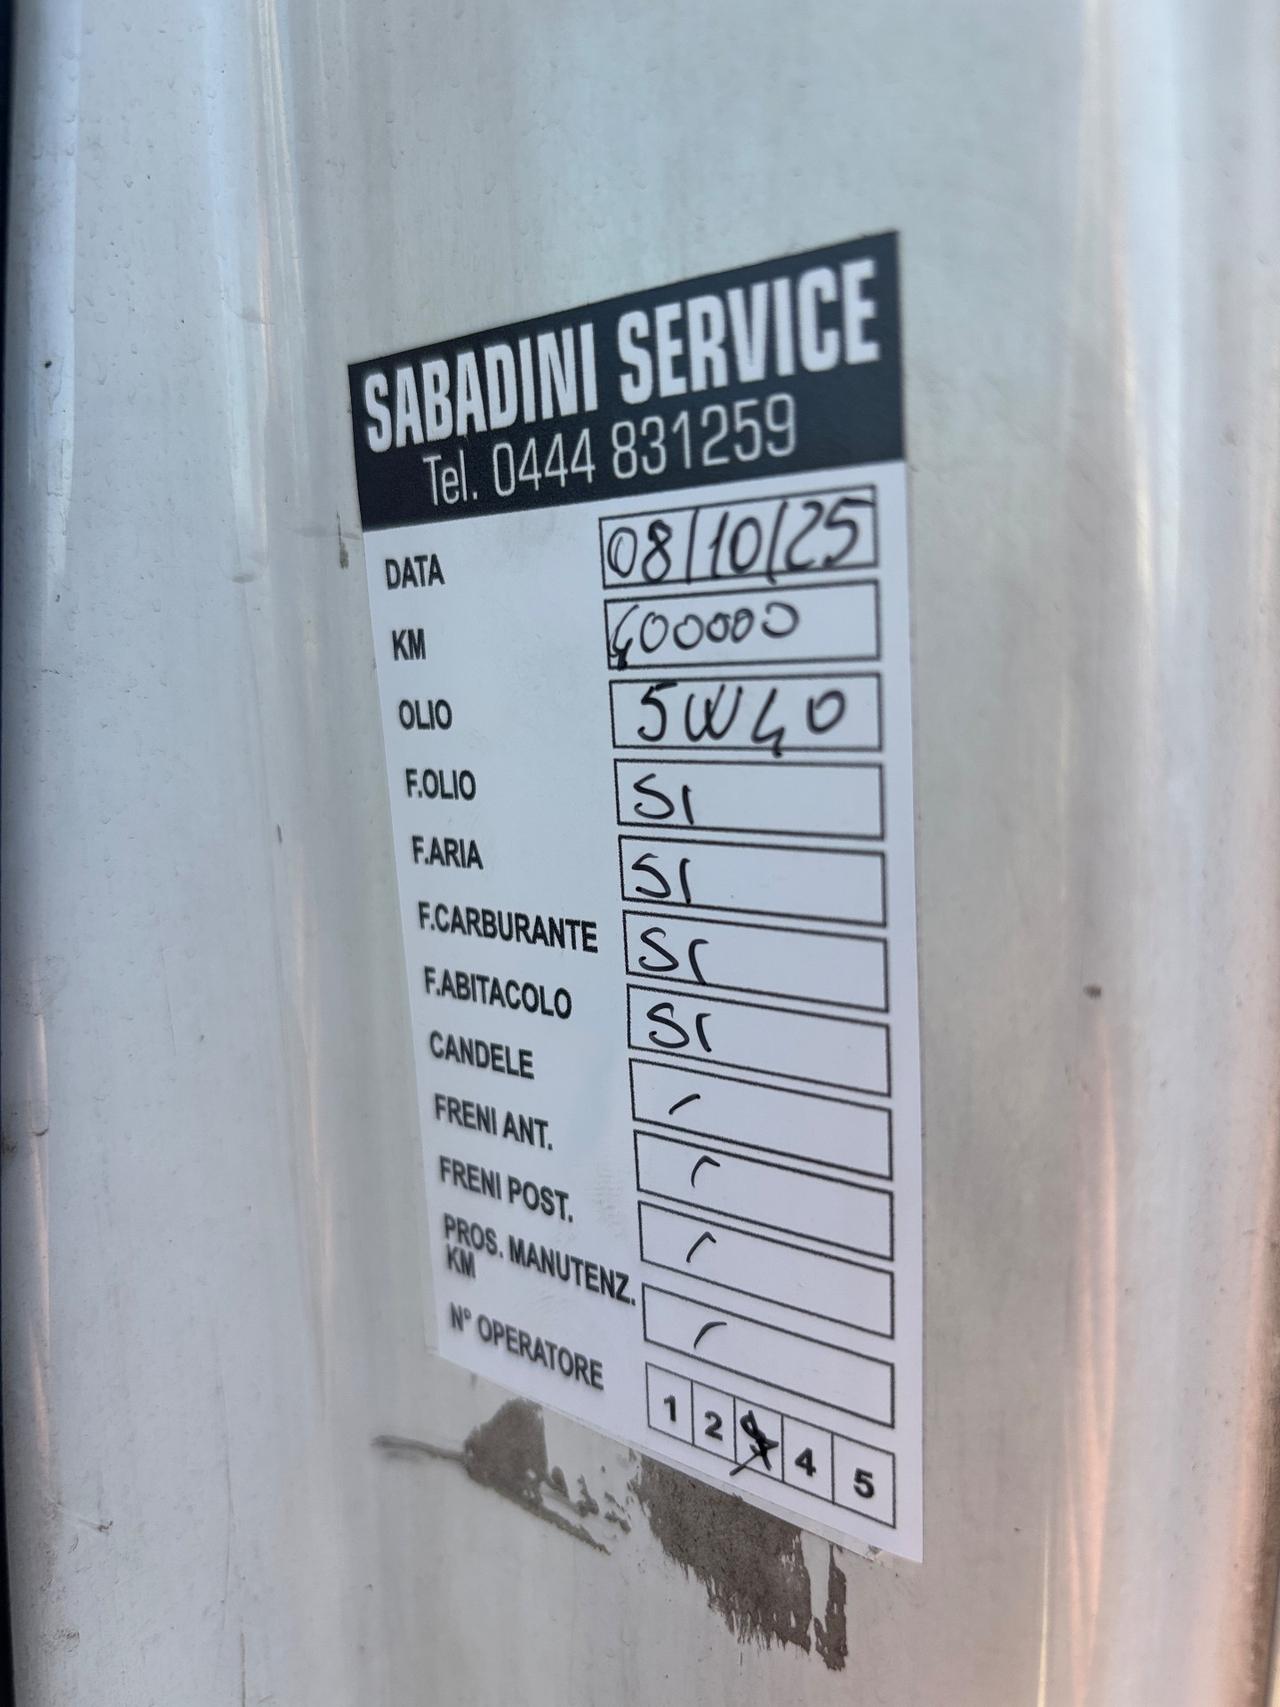 SABADINI SERVICE
Tel. 0444 831259
DATA 08/10/25
KM 400000
OLIO 5W40
F.OLIO SI
F.ARIA SI
F.CARBURANTE SI
F.ABITACOLO SI
CANDELE /
FRENI ANT. /
FRENI POST. /
PROS. MANUTENZ. /
KM
N° OPERATORE 1 2 3 4 5